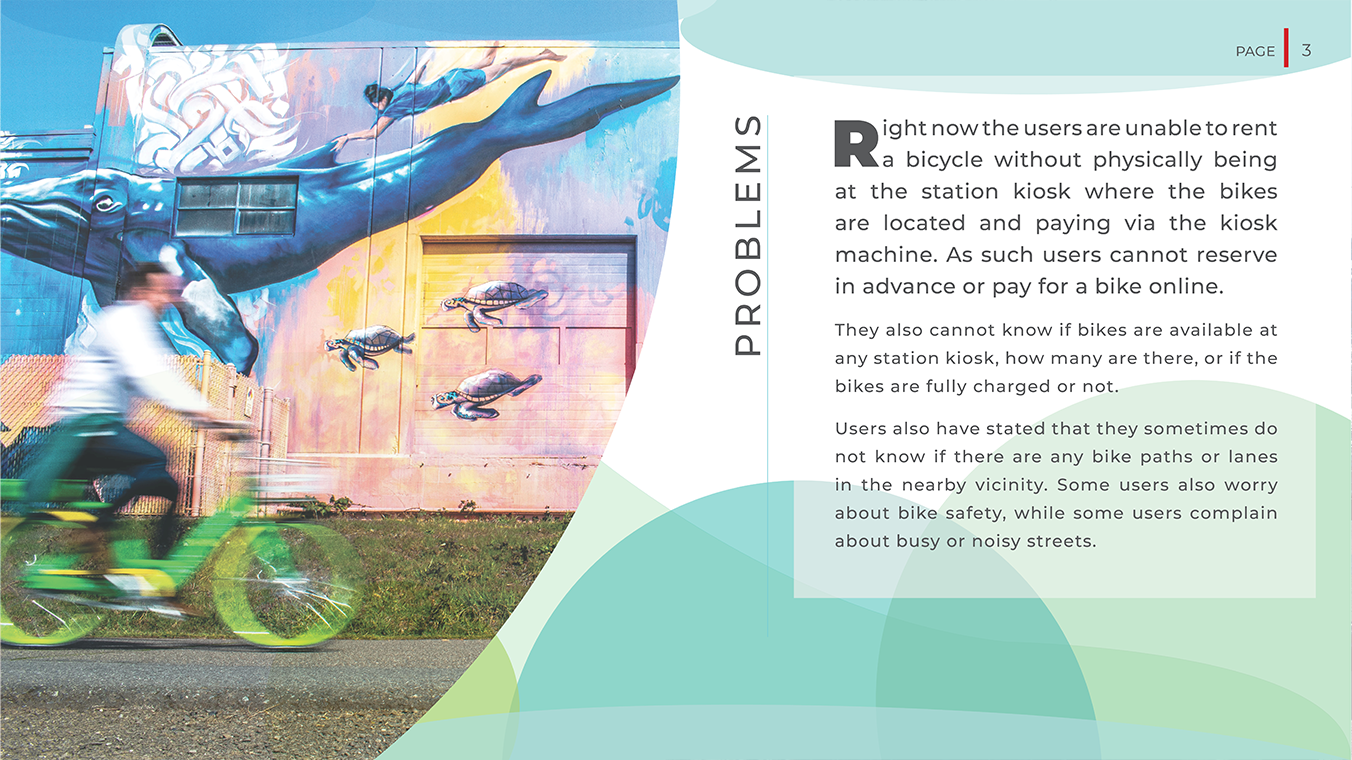 PAGE 3
PROBLEMS
Right now the users are unable to rent
a bicycle without physically being
at the station kiosk where the bikes
are located and paying via the kiosk
machine. As such users cannot reserve
in advance or pay for a bike online.
They also cannot know if bikes are available at
any station kiosk, how many are there, or if the
bikes are fully charged or not.
Users also have stated that they sometimes do
not know if there are any bike paths or lanes
in the nearby vicinity. Some users also worry
about bike safety, while some users complain
about busy or noisy streets.